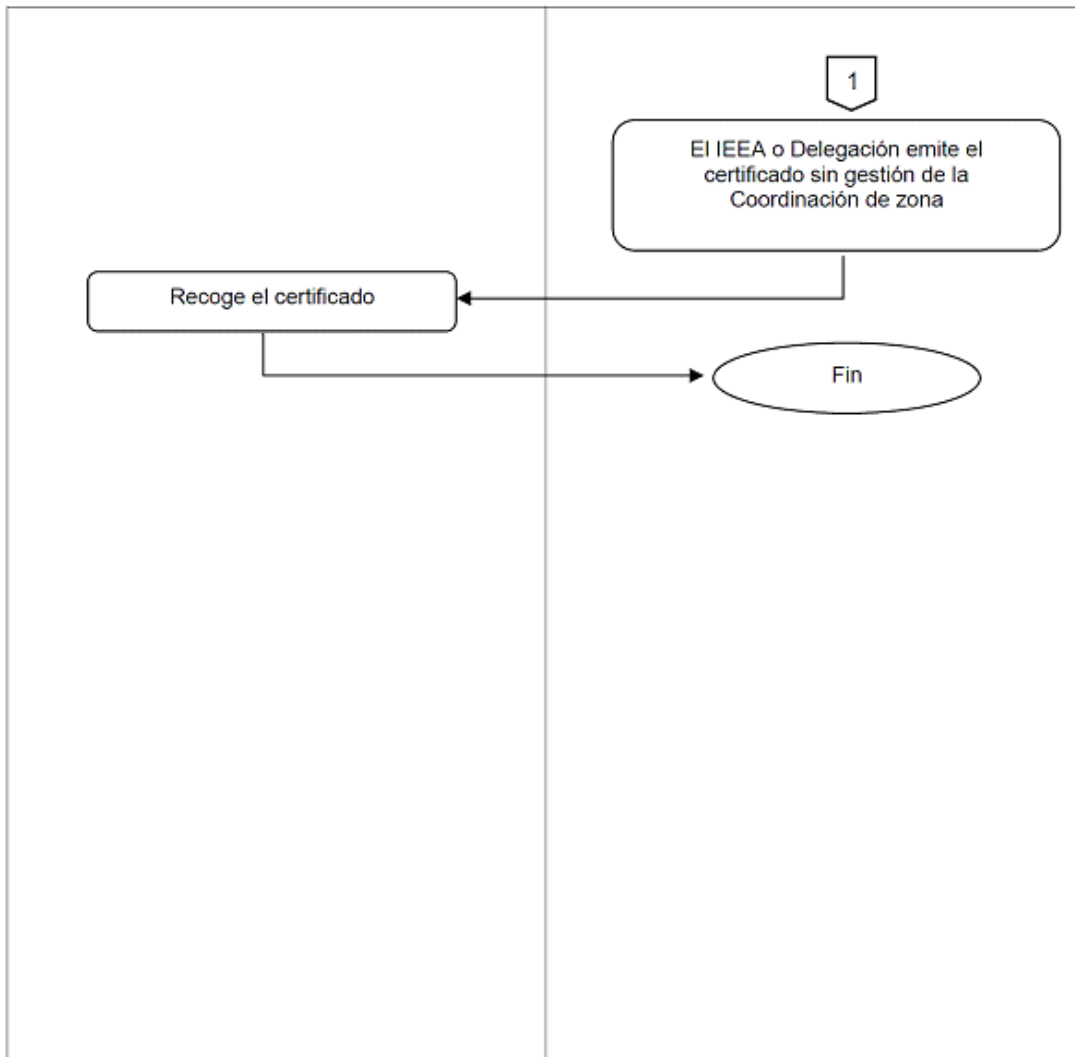 1
El IEEA o Delegación emite el
certificado sin gestión de la
Coordinación de zona
Recoge el certificado
Fin